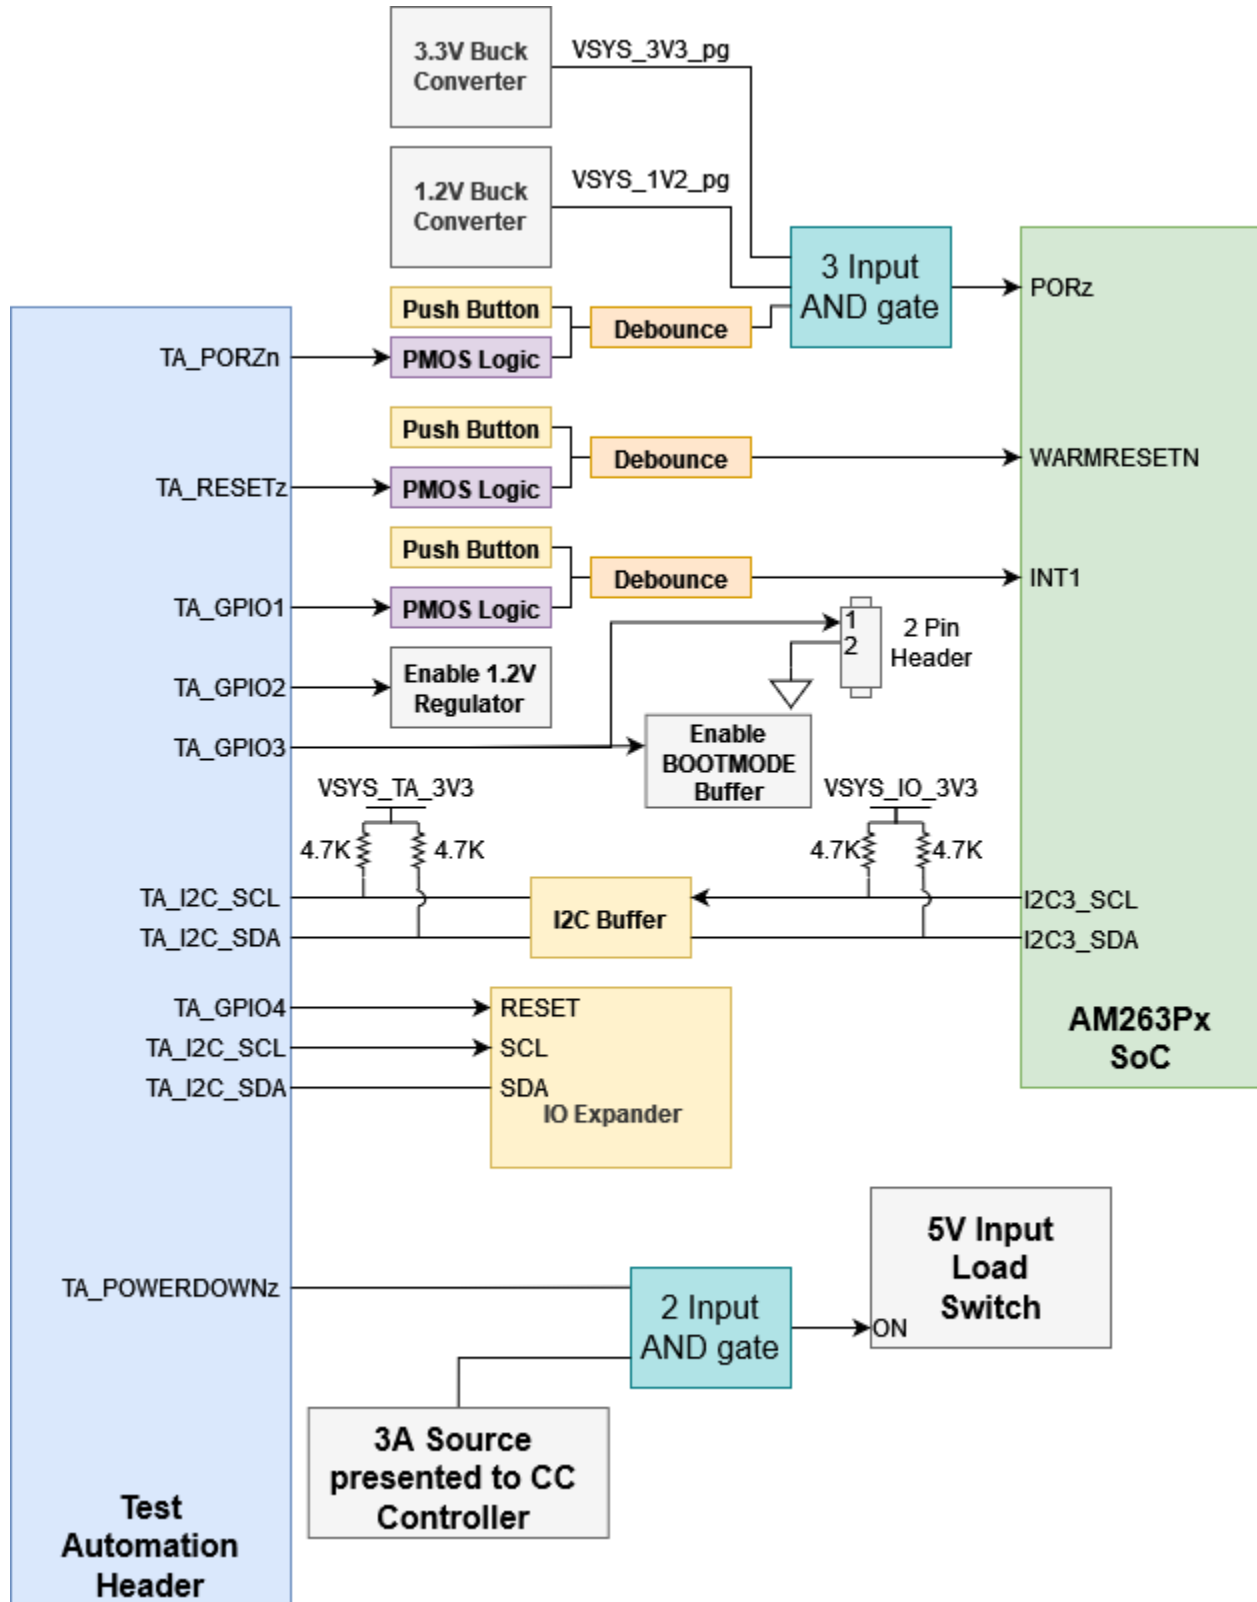 3.3V Buck
Converter
VSYS_3V3_pg
1.2V Buck
Converter
VSYS_1V2_pg
3 Input
AND gate
PORz
Push Button
Debounce
TA_PORZn
PMOS Logic
Push Button
Debounce
WARMRESETN
TA_RESETz
PMOS Logic
Push Button
Debounce
INT1
TA_GPIO1
PMOS Logic
1
2
2 Pin
Header
TA_GPIO2
Enable 1.2V
Regulator
TA_GPIO3
Enable
BOOTMODE
Buffer
VSYS_TA_3V3
VSYS_IO_3V3
4.7K
4.7K
4.7K
4.7K
TA_I2C_SCL
I2C Buffer
I2C3_SCL
TA_I2C_SDA
I2C3_SDA
TA_GPIO4
RESET
TA_I2C_SCL
SCL
TA_I2C_SDA
SDA
IO Expander
AM263Px
SoC
TA_POWERDOWNz
2 Input
AND gate
5V Input
Load
Switch
ON
3A Source
presented to CC
Controller
Test
Automation
Header